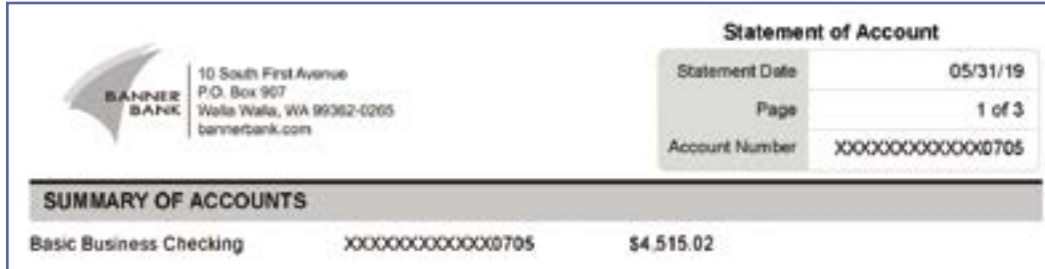 Statement of Account
BANNER
BANK
10 South First Avenue
P.O. Box 907
Walla Walla, WA 99362-0265
bannerbank.com
Statement Date 05/31/19
Page 1 of 3
Account Number XXXXXXXXXXXX0705
SUMMARY OF ACCOUNTS
Basic Business Checking XXXXXXXXXXXX0705 $4,515.02